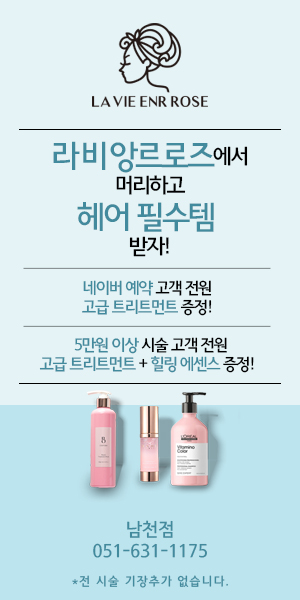 LA VIE ENR ROSE
라비앙르로즈에서
머리하고
헤어 필수템
받자!
네이버 예약 고객 전원
고급 트리트먼트 증정!
5만원 이상 시술 고객 전원
고급 트리트먼트 + 힐링 에센스 증정!
B
L'ORÉAL
Vitamino
Color
남천점
051-631-1175
*전 시술 기장추가 없습니다.